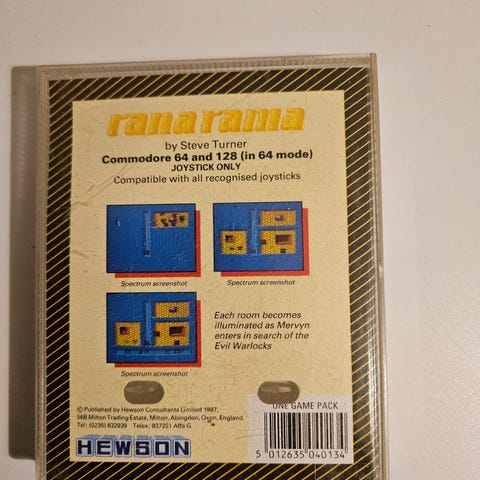 ranarama
by Steve Turner
Commodore 64 and 128 (in 64 mode)
JOYSTICK ONLY
Compatible with all recognised joysticks
Spectrum screenshot
Spectrum screenshot
Spectrum screenshot
Each room becomes
illuminated as Mervyn
enters in search of the
Evil Warlocks
© Published by Hewson Consultants Limited 1987,
56B Milton Trading Estate, Milton, Abingdon, Oxon, England.
Tel: (0235) 832939 Telex: 837251 Affa G
HEWSON
ONE GAME PACK
5 012635 040134